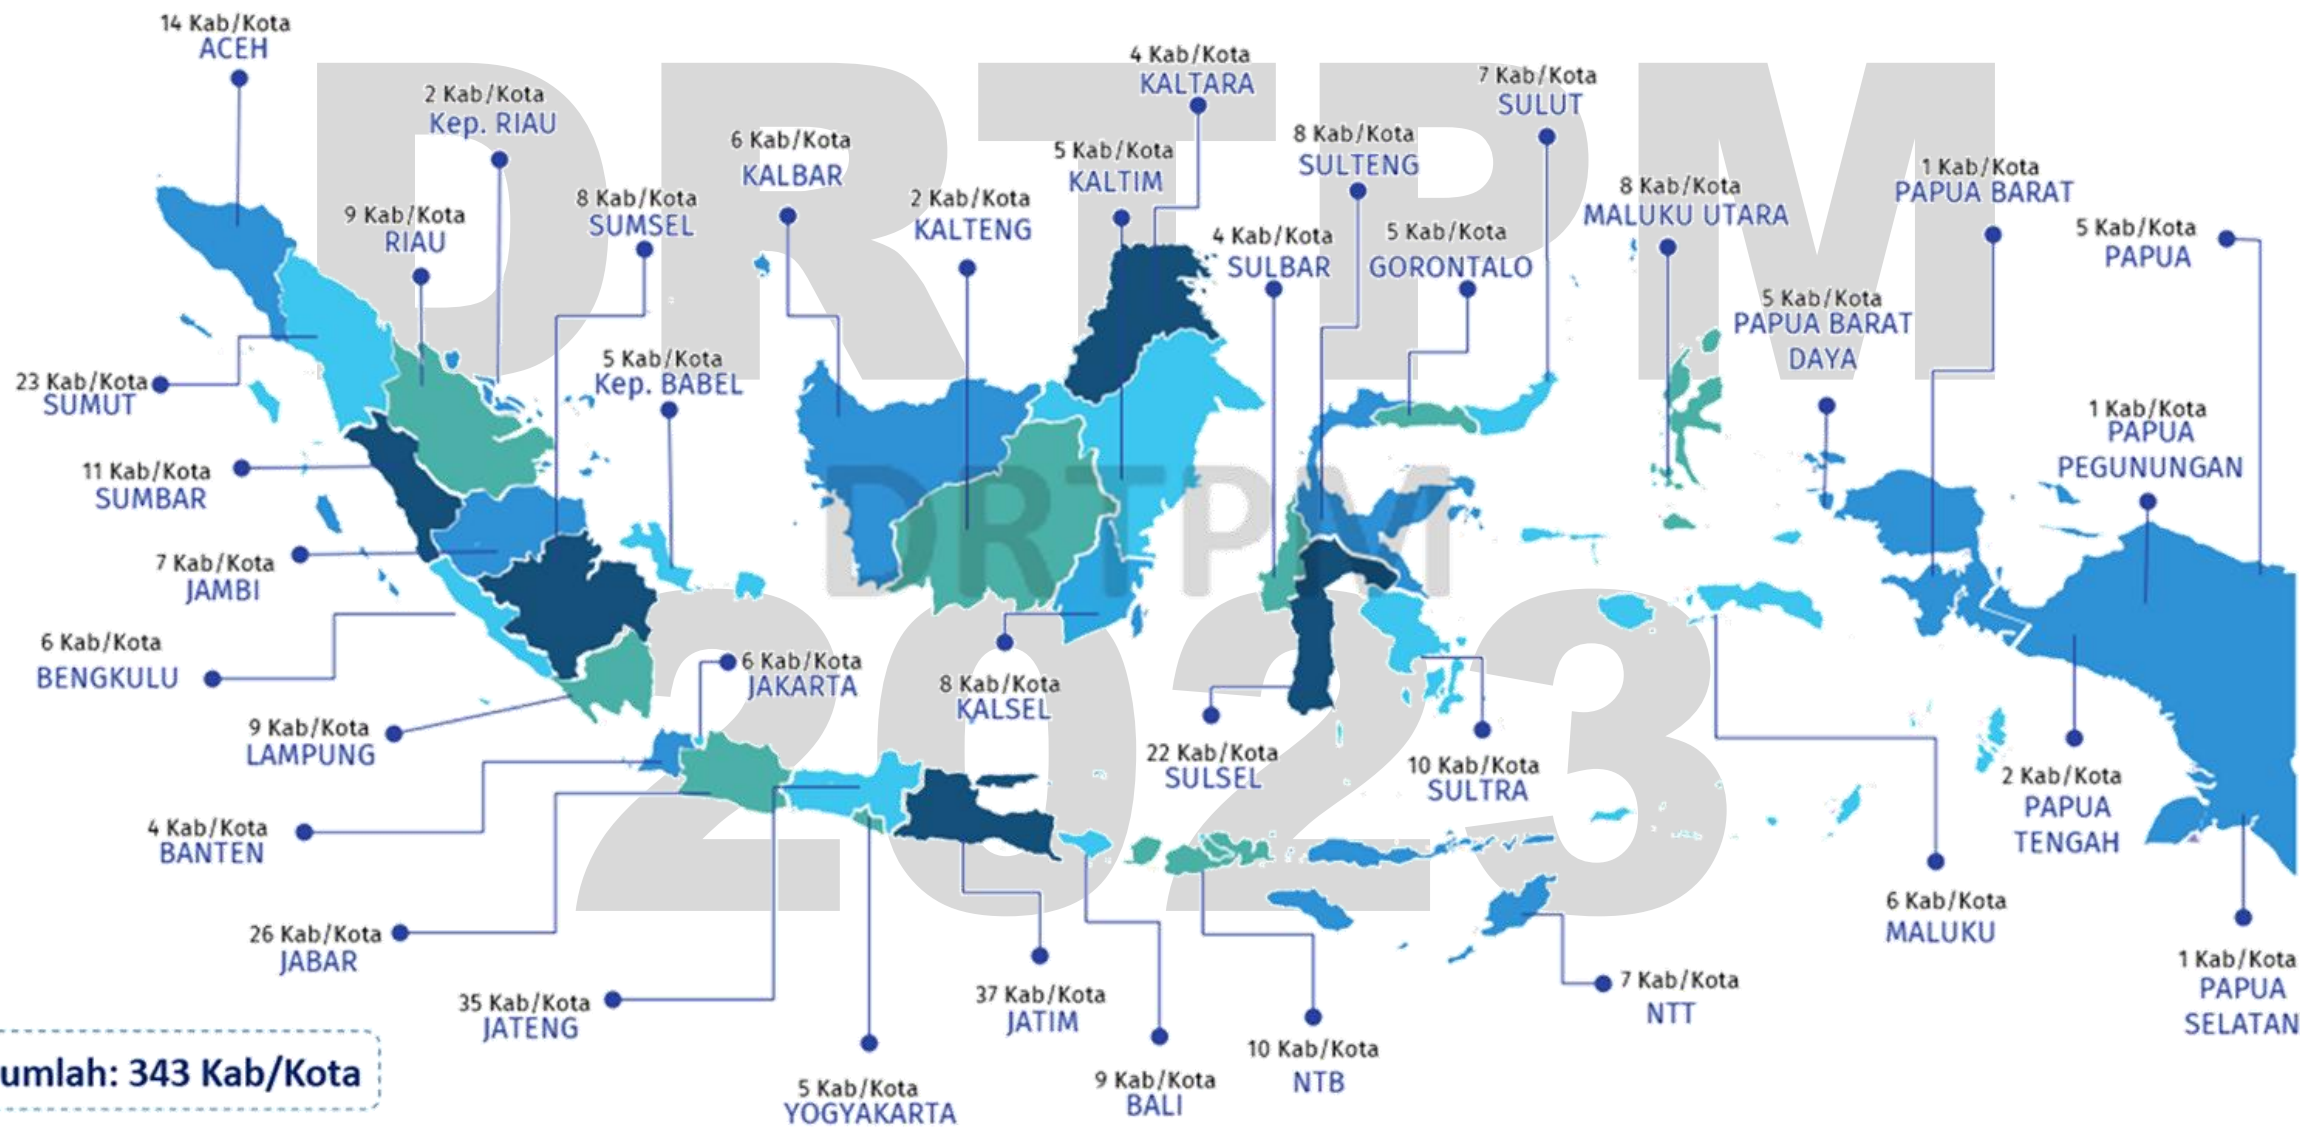 14 Kab/Kota
ACEH
2 Kab/Kota
Kep. RIAU
9 Kab/Kota
RIAU
8 Kab/Kota
SUMSEL
5 Kab/Kota
Kep. BABEL
6 Kab/Kota
KALBAR
2 Kab/Kota
KALTENG
5 Kab/Kota
KALTIM
4 Kab/Kota
KALTARA
8 Kab/Kota
SULTENG
4 Kab/Kota
SULBAR
5 Kab/Kota
GORONTALO
7 Kab/Kota
SULUT
8 Kab/Kota
MALUKU UTARA
5 Kab/Kota
PAPUA BARAT
DAYA
1 Kab/Kota
PAPUA BARAT
5 Kab/Kota
PAPUA
1 Kab/Kota
PAPUA
PEGUNUNGAN
23 Kab/Kota
SUMUT
11 Kab/Kota
SUMBAR
7 Kab/Kota
JAMBI
6 Kab/Kota
BENGKULU
9 Kab/Kota
LAMPUNG
6 Kab/Kota
JAKARTA
4 Kab/Kota
BANTEN
26 Kab/Kota
JABAR
35 Kab/Kota
JATENG
5 Kab/Kota
YOGYAKARTA
37 Kab/Kota
JATIM
9 Kab/Kota
BALI
10 Kab/Kota
NTB
7 Kab/Kota
NTT
8 Kab/Kota
KALSEL
22 Kab/Kota
SULSEL
10 Kab/Kota
SULTRA
6 Kab/Kota
MALUKU
2 Kab/Kota
PAPUA
TENGAH
1 Kab/Kota
PAPUA
SELATAN
umlah: 343 Kab/Kota
DRTPM
DRTPM
2023